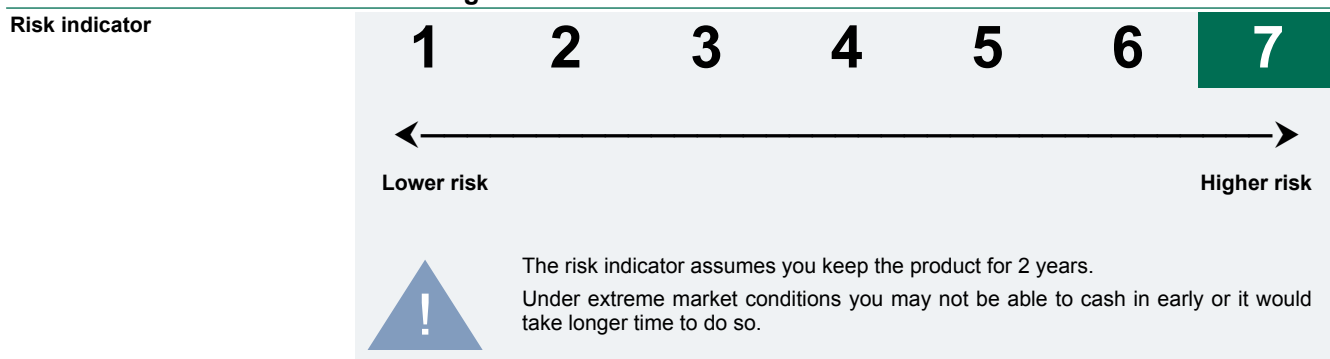 Risk indicator
1 2 3 4 5 6 7
Lower risk Higher risk
!
The risk indicator assumes you keep the product for 2 years.
Under extreme market conditions you may not be able to cash in early or it would
take longer time to do so.